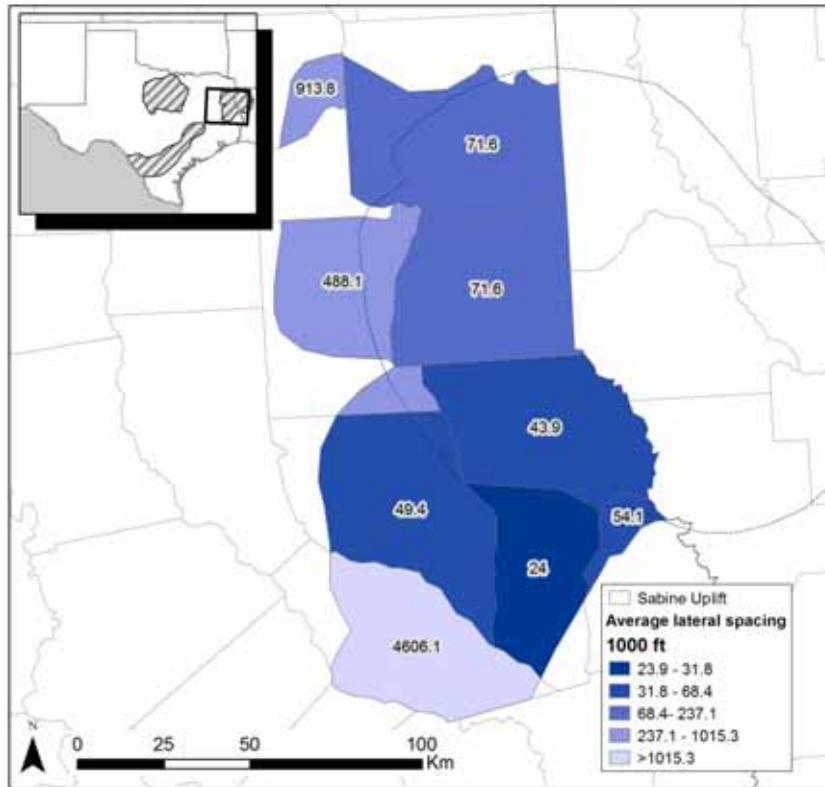 913.8
71.6
488.1
71.6
43.9
49.4
54.1
24
4606.1
Sabine Uplift
Average lateral spacing
1000 ft
23.9 - 31.8
31.8 - 68.4
68.4- 237.1
237.1 - 1015.3
>1015.3
N
0 25 50 100
Km